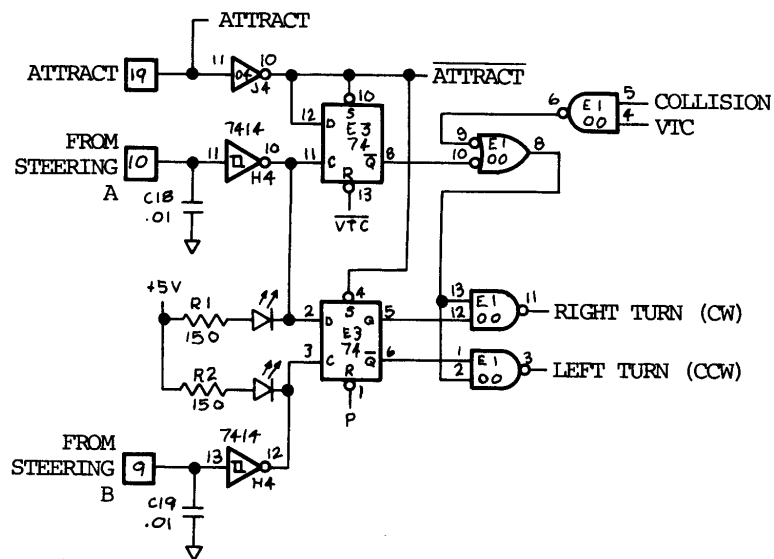 ATTRACT
ATTRACT 19
11 04 10
J4
ATTRACT
10
S
12 D E3
74
11 C Q 8
R
13
VTC
FROM
STEERING
A
10
11 7414 10
H4
C18
.01
6 E1 5 COLLISION
00 4 VTC
9 E1 8
10 00
+5V
R1
150
R2
150
4
S
2 D Q 5
E3
3 74
C Q 6
R
1
P
13 E1 11 RIGHT TURN (CW)
12 00
1 E1 3 LEFT TURN (CCW)
2 00
FROM
STEERING
B
9
13 7414 12
H4
C19
.01